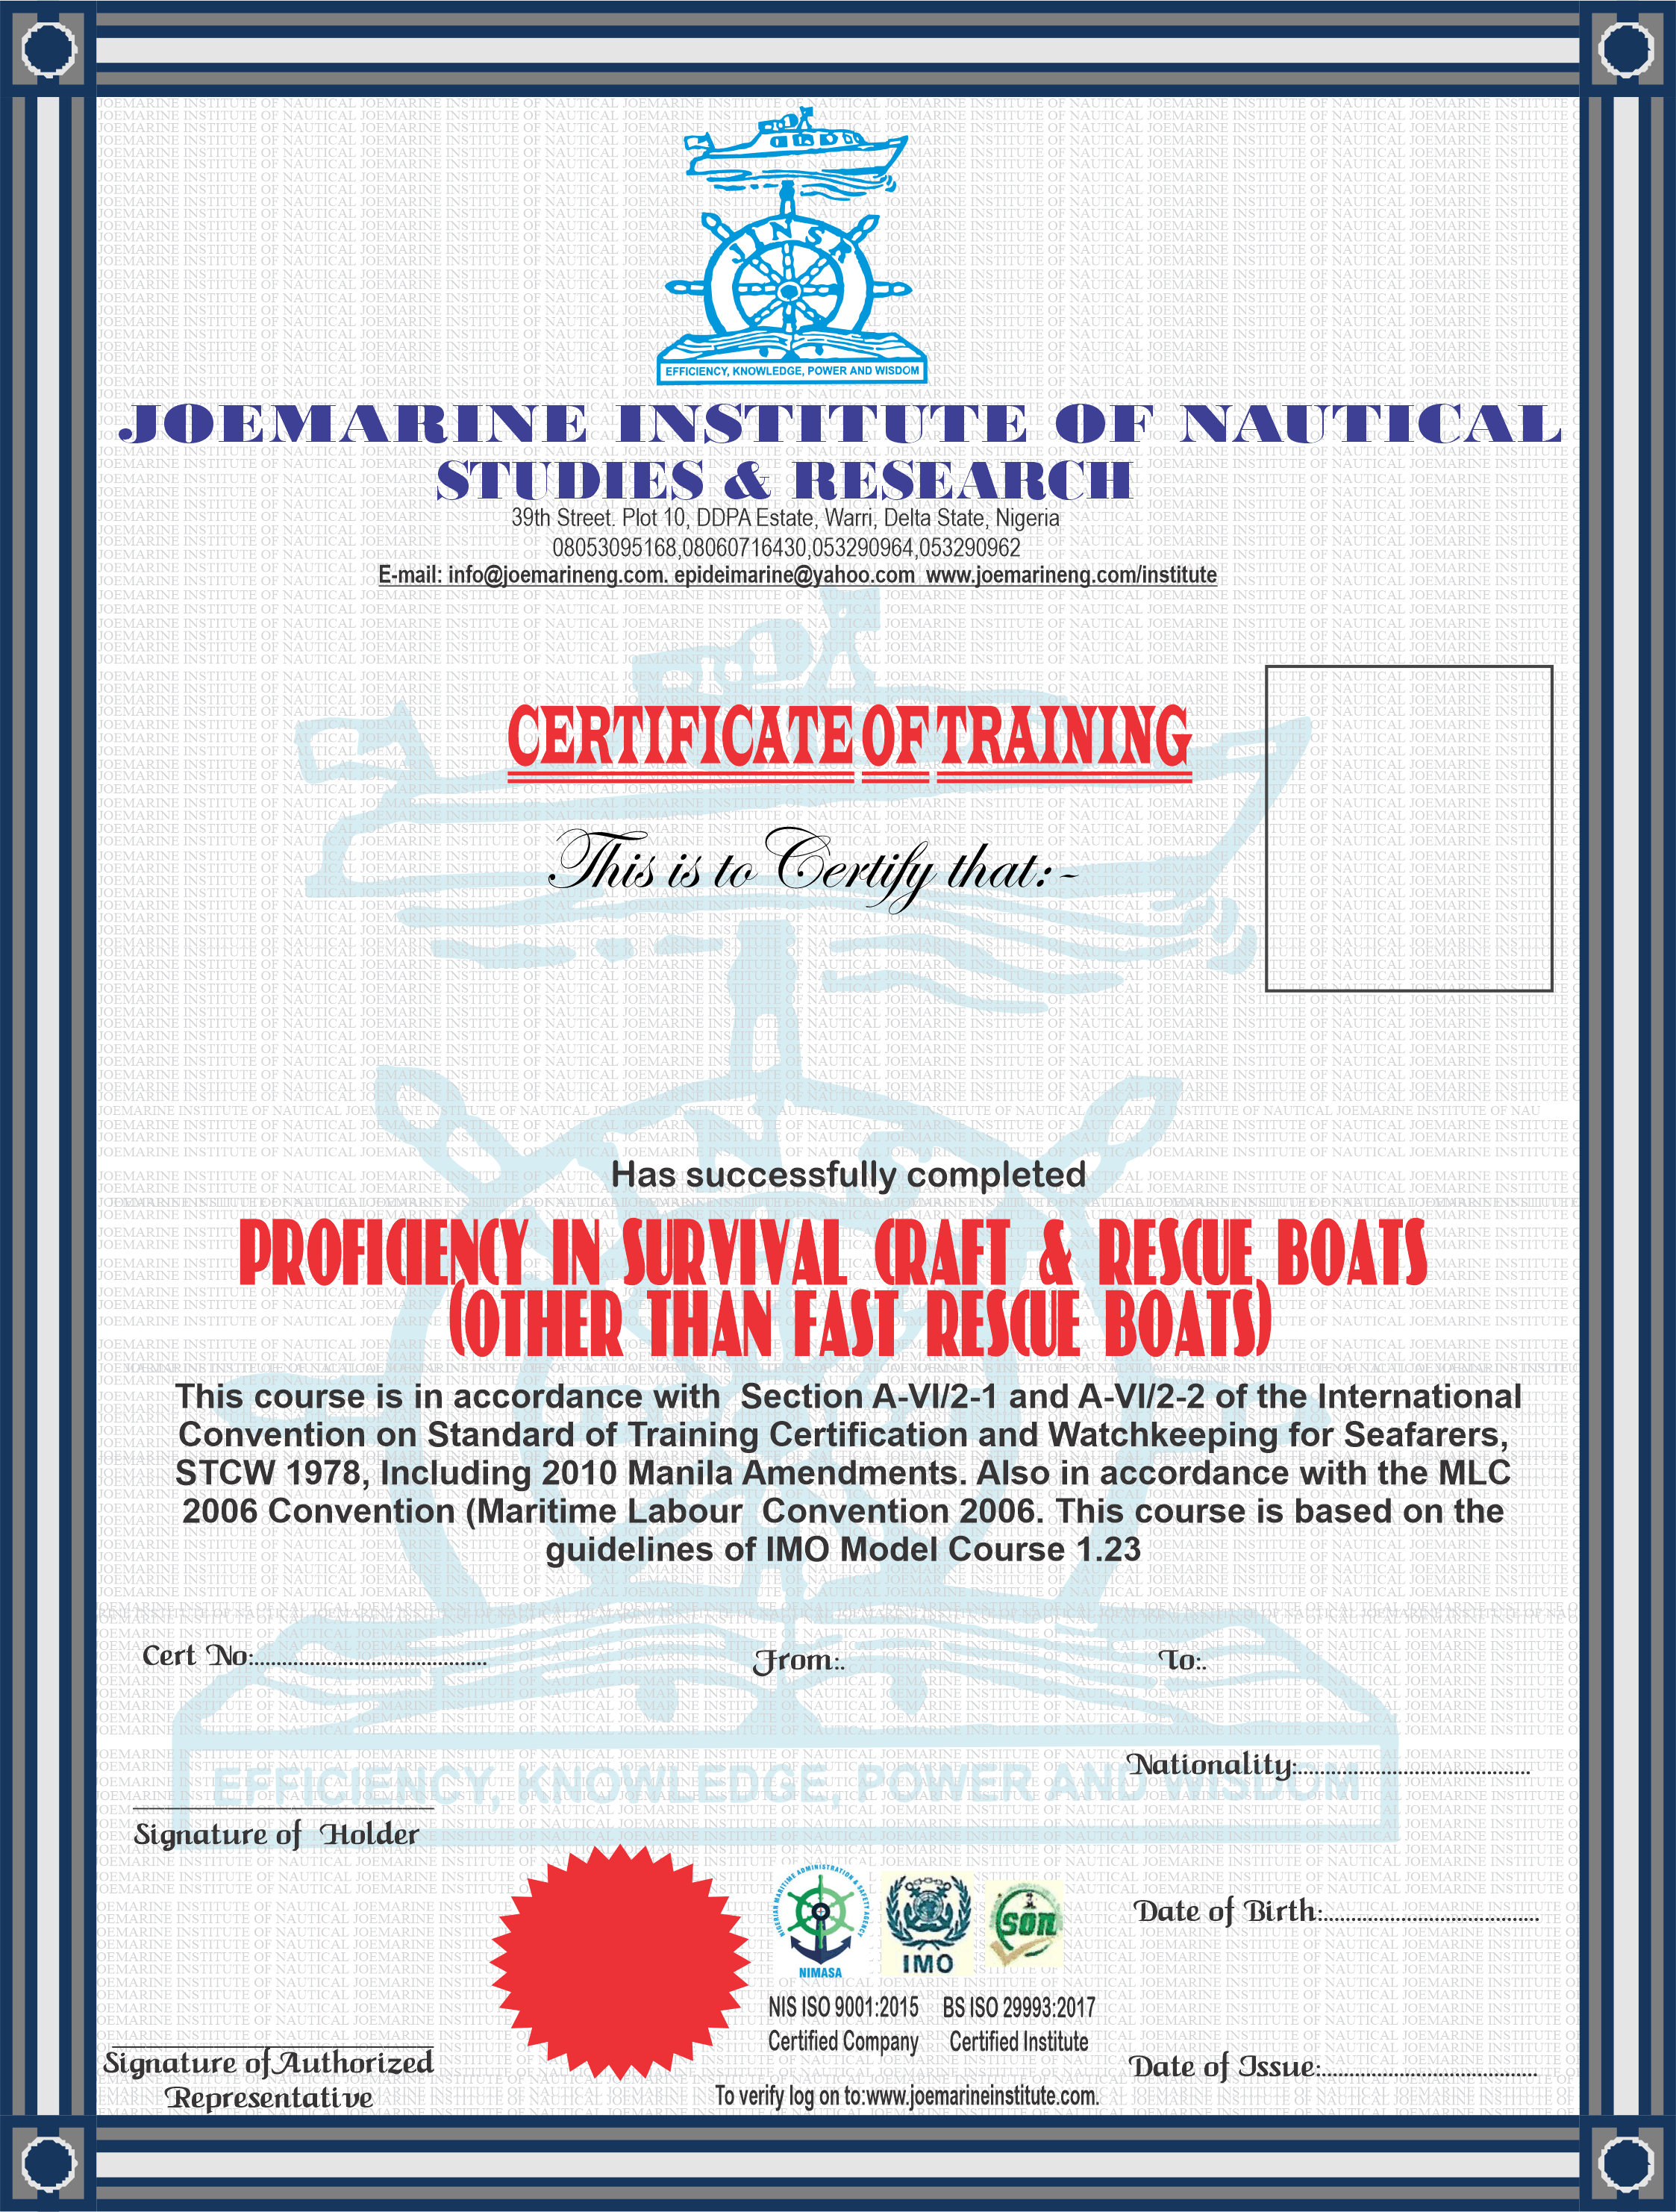 JINSR
EFFICIENCY, KNOWLEDGE, POWER AND WISDOM
JOEMARINE INSTITUTE OF NAUTICAL
STUDIES & RESEARCH
39th Street. Plot 10, DDPA Estate, Warri, Delta State, Nigeria
08053095168,08060716430,053290964,053290962
E-mail: info@joemarineng.com. epideimarine@yahoo.com www.joemarineng.com/institute
CERTIFICATE OF TRAINING
This is to Certify that:-
Has successfully completed
PROFICIENCY IN SURVIVAL CRAFT & RESCUE BOATS
(OTHER THAN FAST RESCUE BOATS)
This course is in accordance with Section A-VI/2-1 and A-VI/2-2 of the International
Convention on Standard of Training Certification and Watchkeeping for Seafarers,
STCW 1978, Including 2010 Manila Amendments. Also in accordance with the MLC
2006 Convention (Maritime Labour Convention 2006. This course is based on the
guidelines of IMO Model Course 1.23
Cert No:.......................................... From:. To:.
Nationality:..........................................
EFFICIENCY, KNOWLEDGE, POWER AND WISDOM
Signature of Holder
NIGERIAN MARITIME ADMINISTRATION & SAFETY AGENCY
NIMASA
IMO
son
Date of Birth:.......................................
NIS ISO 9001:2015 BS ISO 29993:2017
Certified Company Certified Institute
Signature of Authorized
Representative
Date of Issue:.......................................
To verify log on to:www.joemarineinstitute.com.